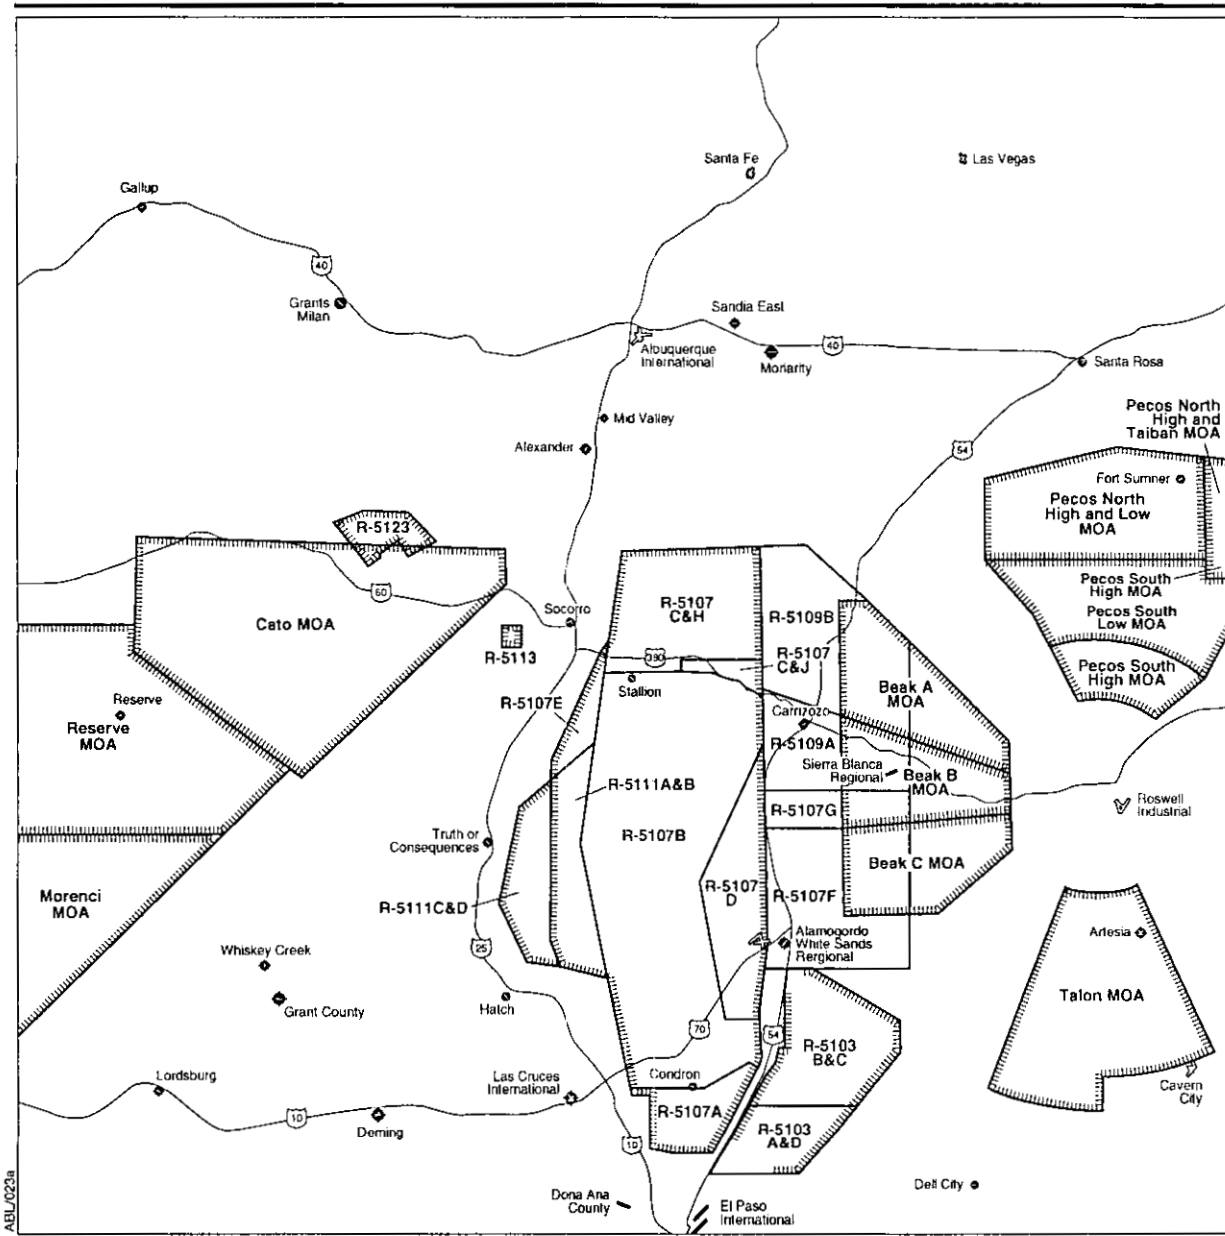 Santa Fe
Las Vegas
Gallup
40
Grants
Milan
Sandia East
Albuquerque
International
Moriarity
40
Santa Rosa
Mid Valley
Alexander
54
Pecos North
High and
Taiban MOA
Fort Sumner
Pecos North
High and Low
MOA
R-5123
Pecos South
High MOA
Pecos South
Low MOA
Pecos South
High MOA
60
Cato MOA
Socorro
R-5113
R-5107
C&H
R-5109B
380
R-5107
C&J
Stallion
R-5107E
Beak A
MOA
Reserve
Reserve
MOA
Carrizozo
R-5109A
Sierra Blanca
Regional
Beak B
MOA
R-5111A&B
R-5107G
Roswell
Industrial
Truth or
Consequences
R-5107B
Beak C MOA
Morenci
MOA
R-5111C&D
R-5107
D
R-5107F
Artesia
Whiskey Creek
25
Alamogordo
White Sands
Rergional
Grant County
Hatch
Talon MOA
70
54
R-5103
B&C
Lordsburg
Las Cruces
International
Condron
Cavern
City
10
Deming
R-5107A
10
R-5103
A&D
Dell City
Dona Ana
County
El Paso
International
ABL/023a